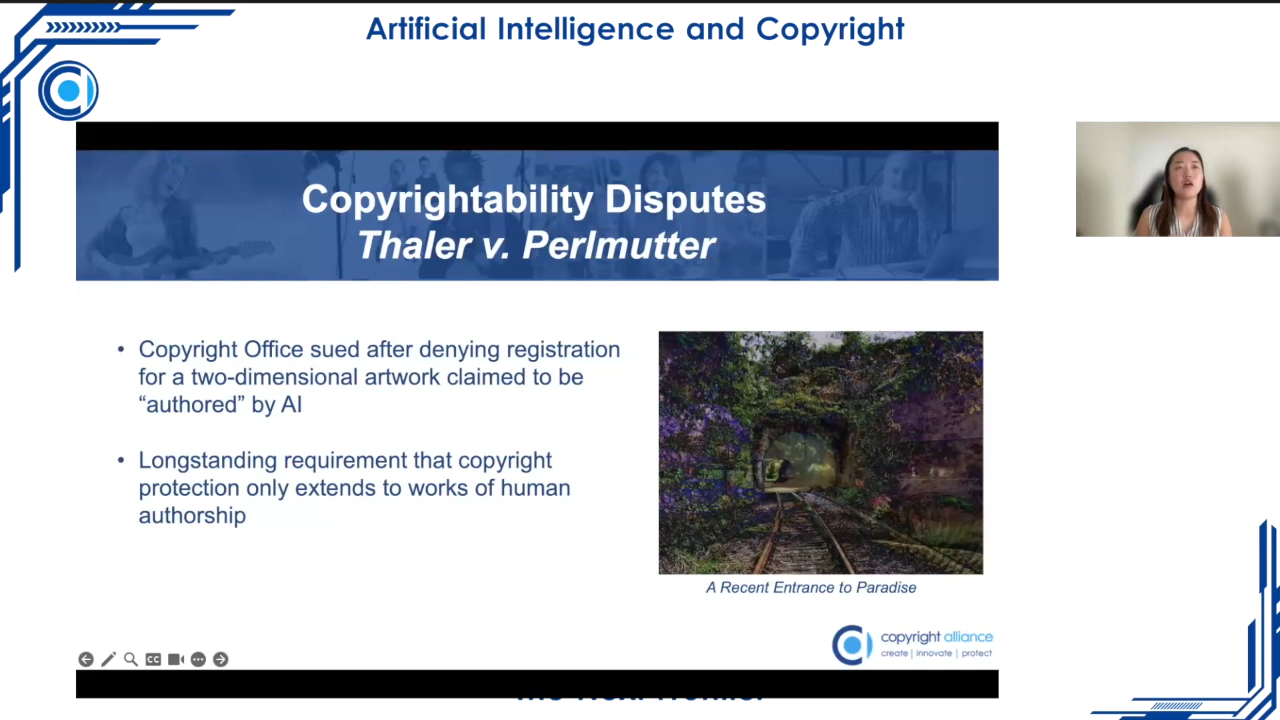 Artificial Intelligence and Copyright
Copyrightability Disputes
Thaler v. Perlmutter
• Copyright Office sued after denying registration
for a two-dimensional artwork claimed to be
“authored” by AI
• Longstanding requirement that copyright
protection only extends to works of human
authorship
A Recent Entrance to Paradise
copyright alliance
create | innovate | protect
CC